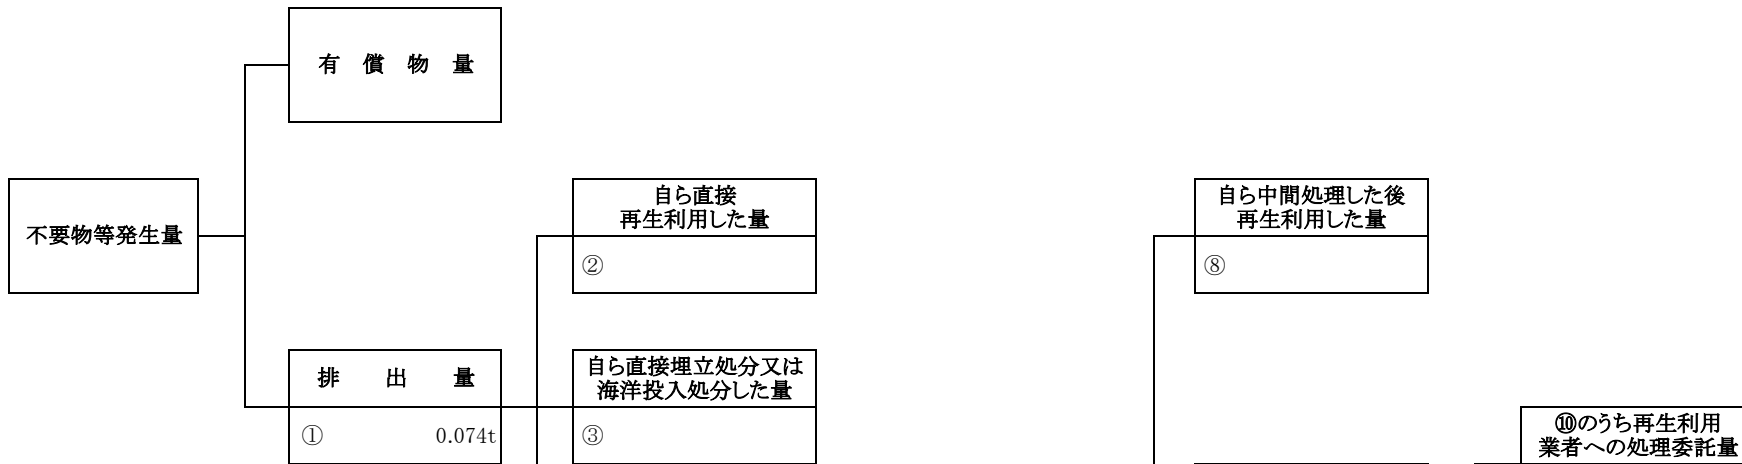 有　償　物　量
不要物等発生量
自ら直接
再生利用した量
②
自ら中間処理した後
再生利用した量
⑧
排　出　量
① 0.074t
自ら直接埋立処分又は
海洋投入処分した量
③
⑩のうち再生利用
業者への処理委託量